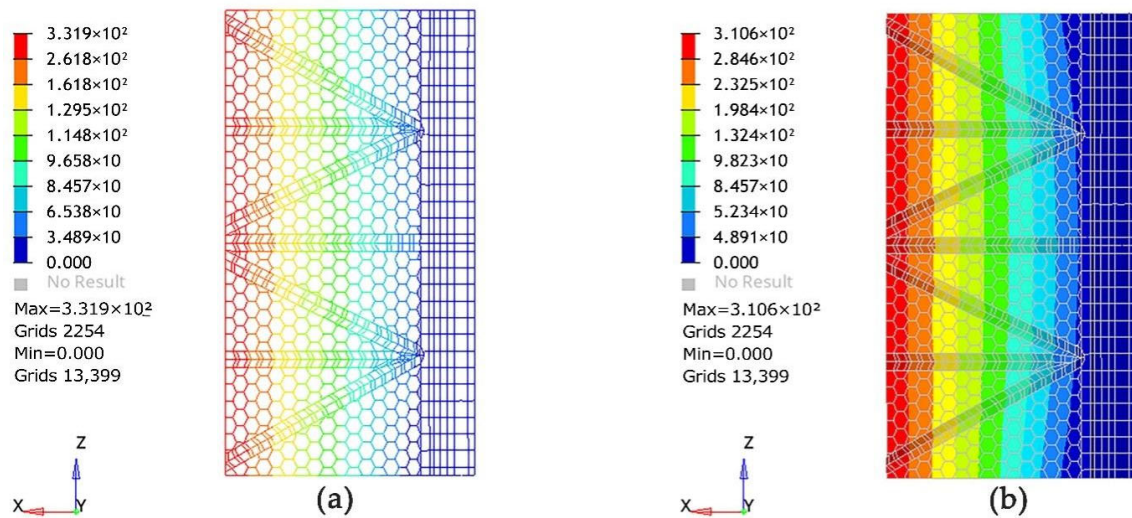 3.319×10²
2.618×10²
1.618×10²
1.295×10²
1.148×10²
9.658×10
8.457×10
6.538×10
3.489×10
0.000
No Result
Max=3.319×10²
Grids 2254
Min=0.000
Grids 13,399
Z
X
Y
(a)
3.106×10²
2.846×10²
2.325×10²
1.984×10²
1.324×10²
9.823×10
8.457×10
5.234×10
4.891×10
0.000
No Result
Max=3.106×10²
Grids 2254
Min=0.000
Grids 13,399
Z
X
Y
(b)